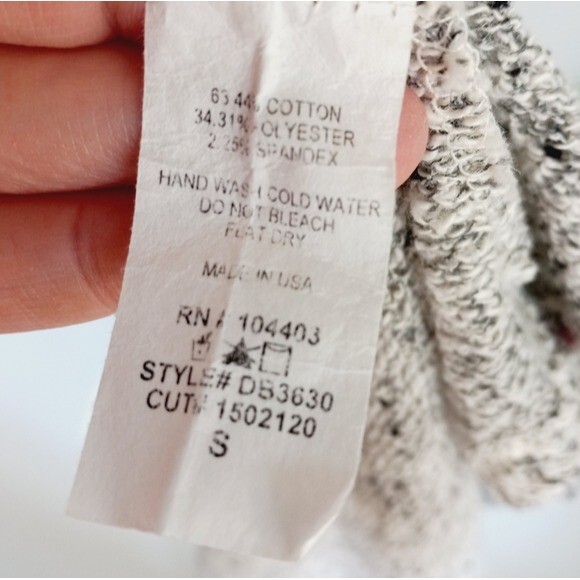 63.44% COTTON
34.31% POLYESTER
2.25% SPANDEX
HAND WASH COLD WATER
DO NOT BLEACH
FLAT DRY
MADE IN USA
RN # 104403
STYLE# DB3630
CUT# 1502120
S